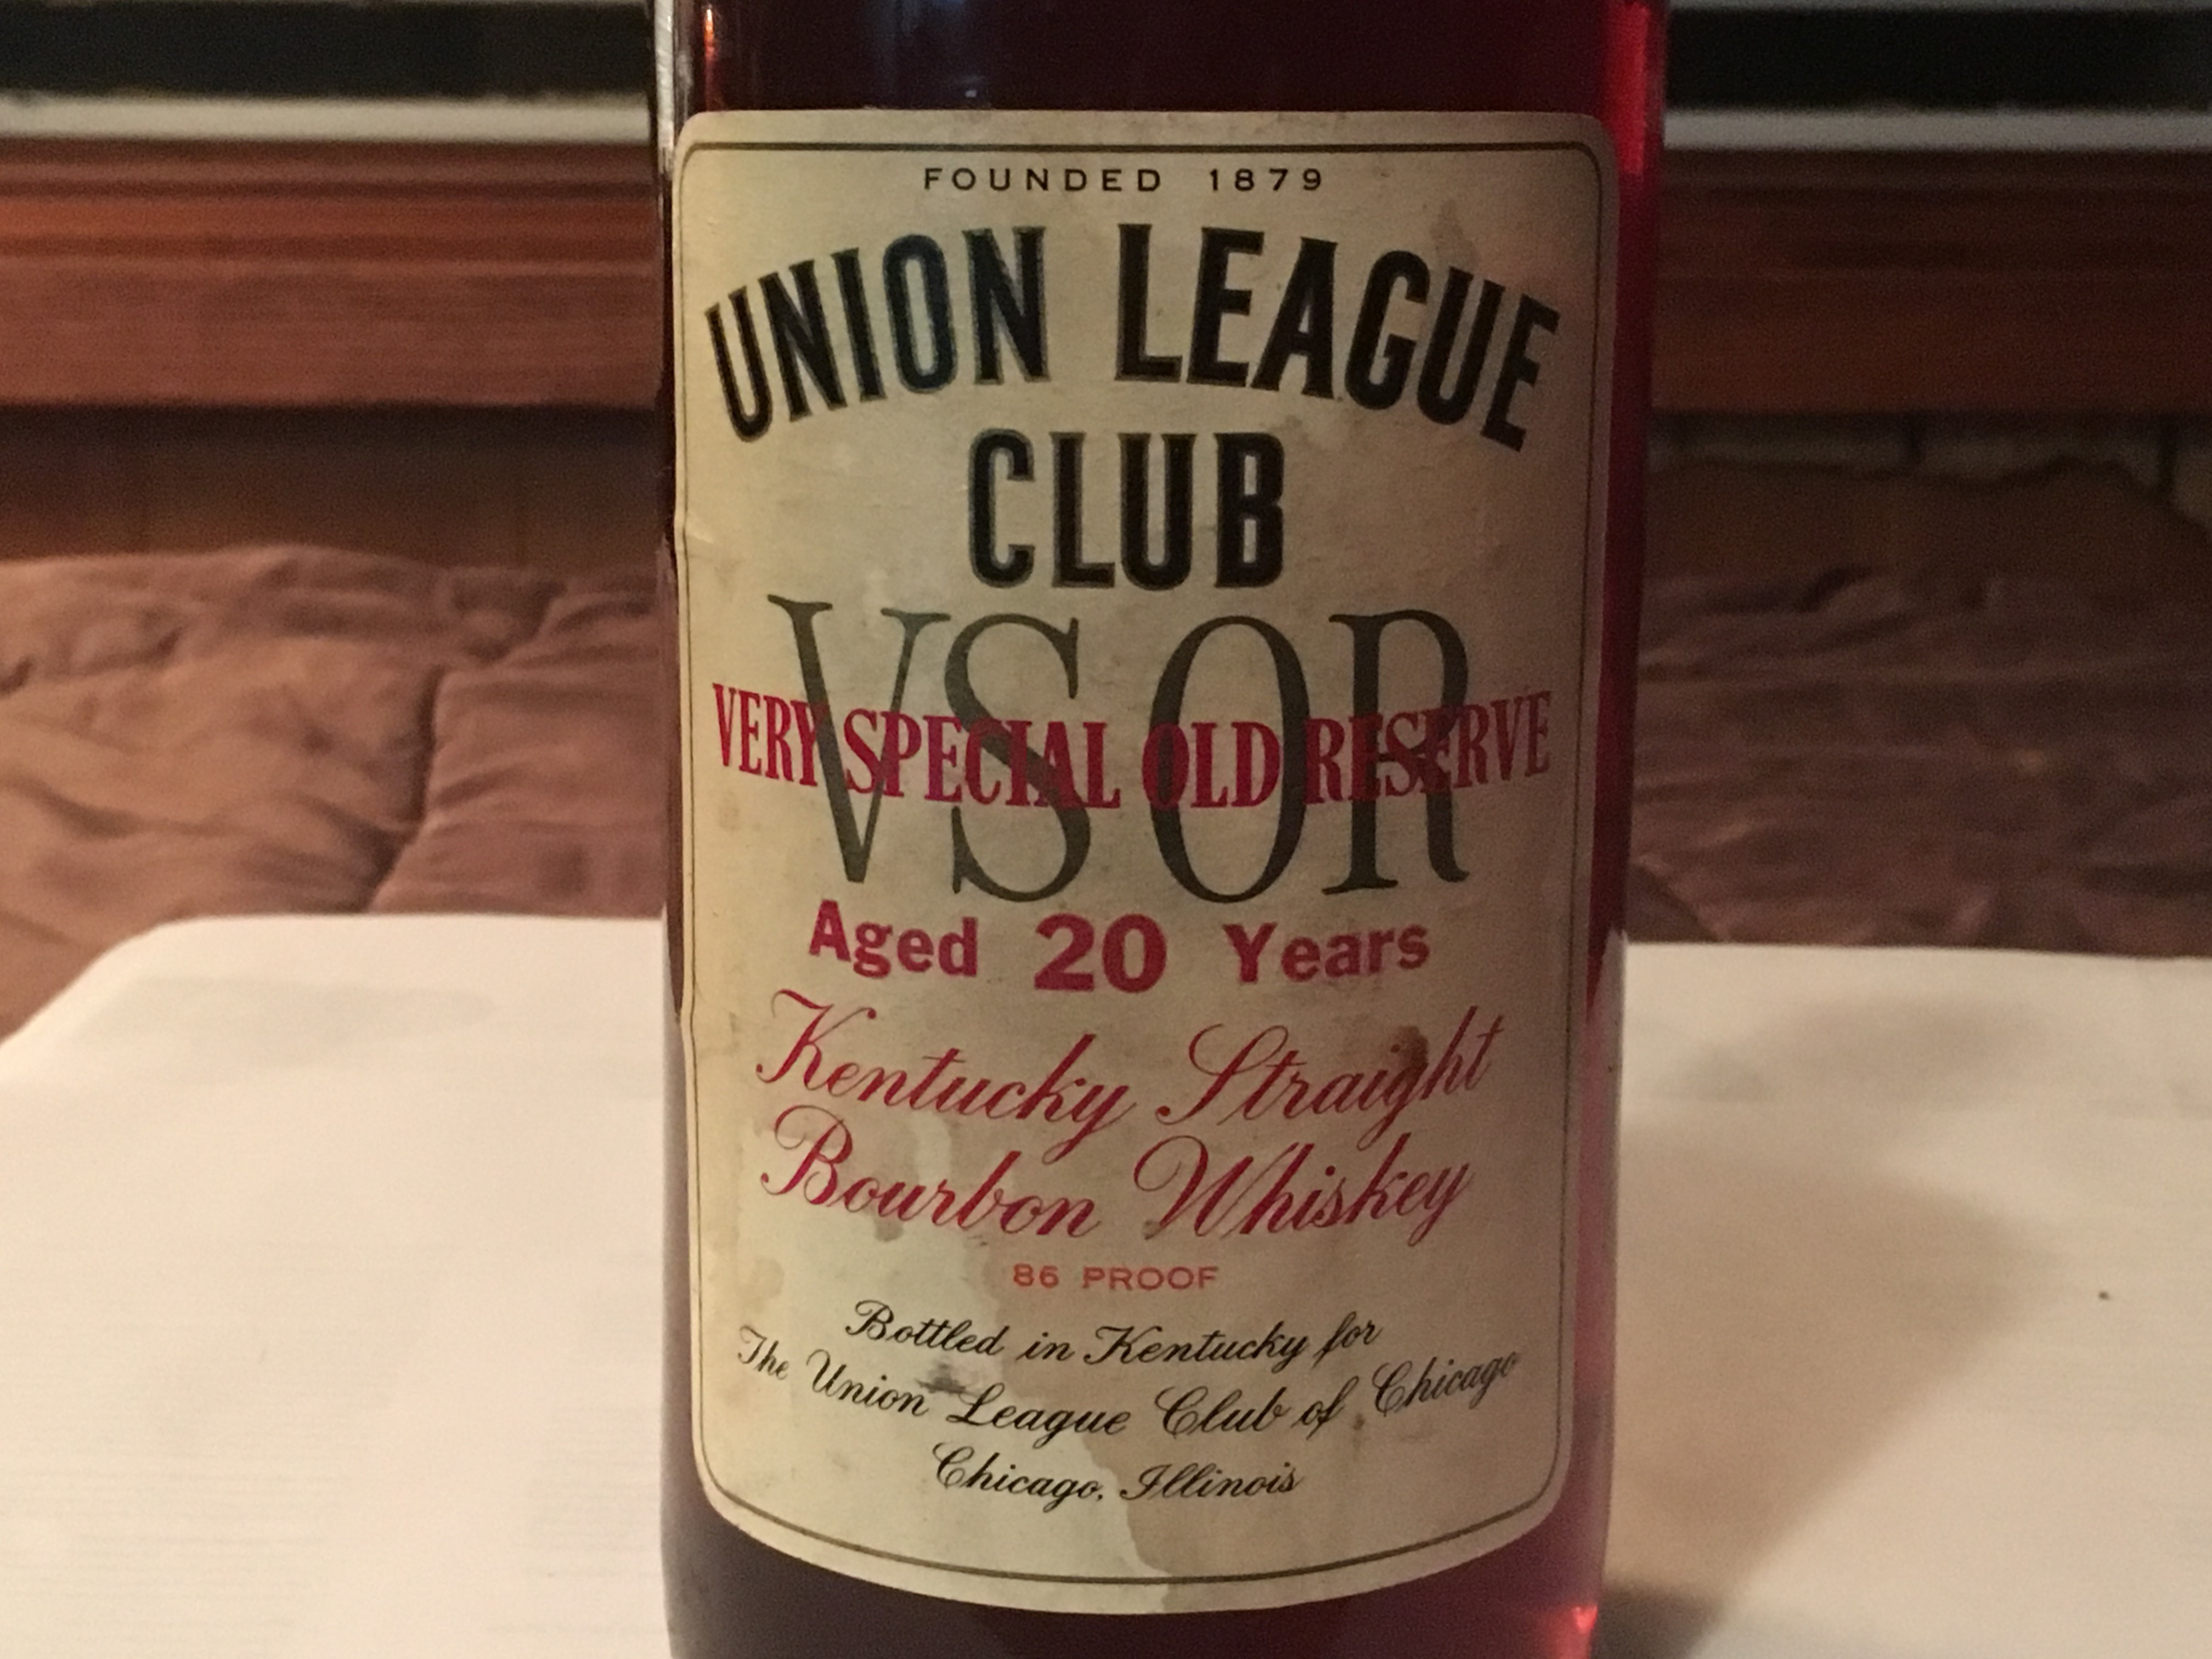 FOUNDED 1879
UNION LEAGUE
CLUB
VSOR
VERY SPECIAL OLD RESERVE
Aged 20 Years
Kentucky Straight
Bourbon Whiskey
86 PROOF
Bottled in Kentucky for
The Union League Club of Chicago
Chicago, Illinois